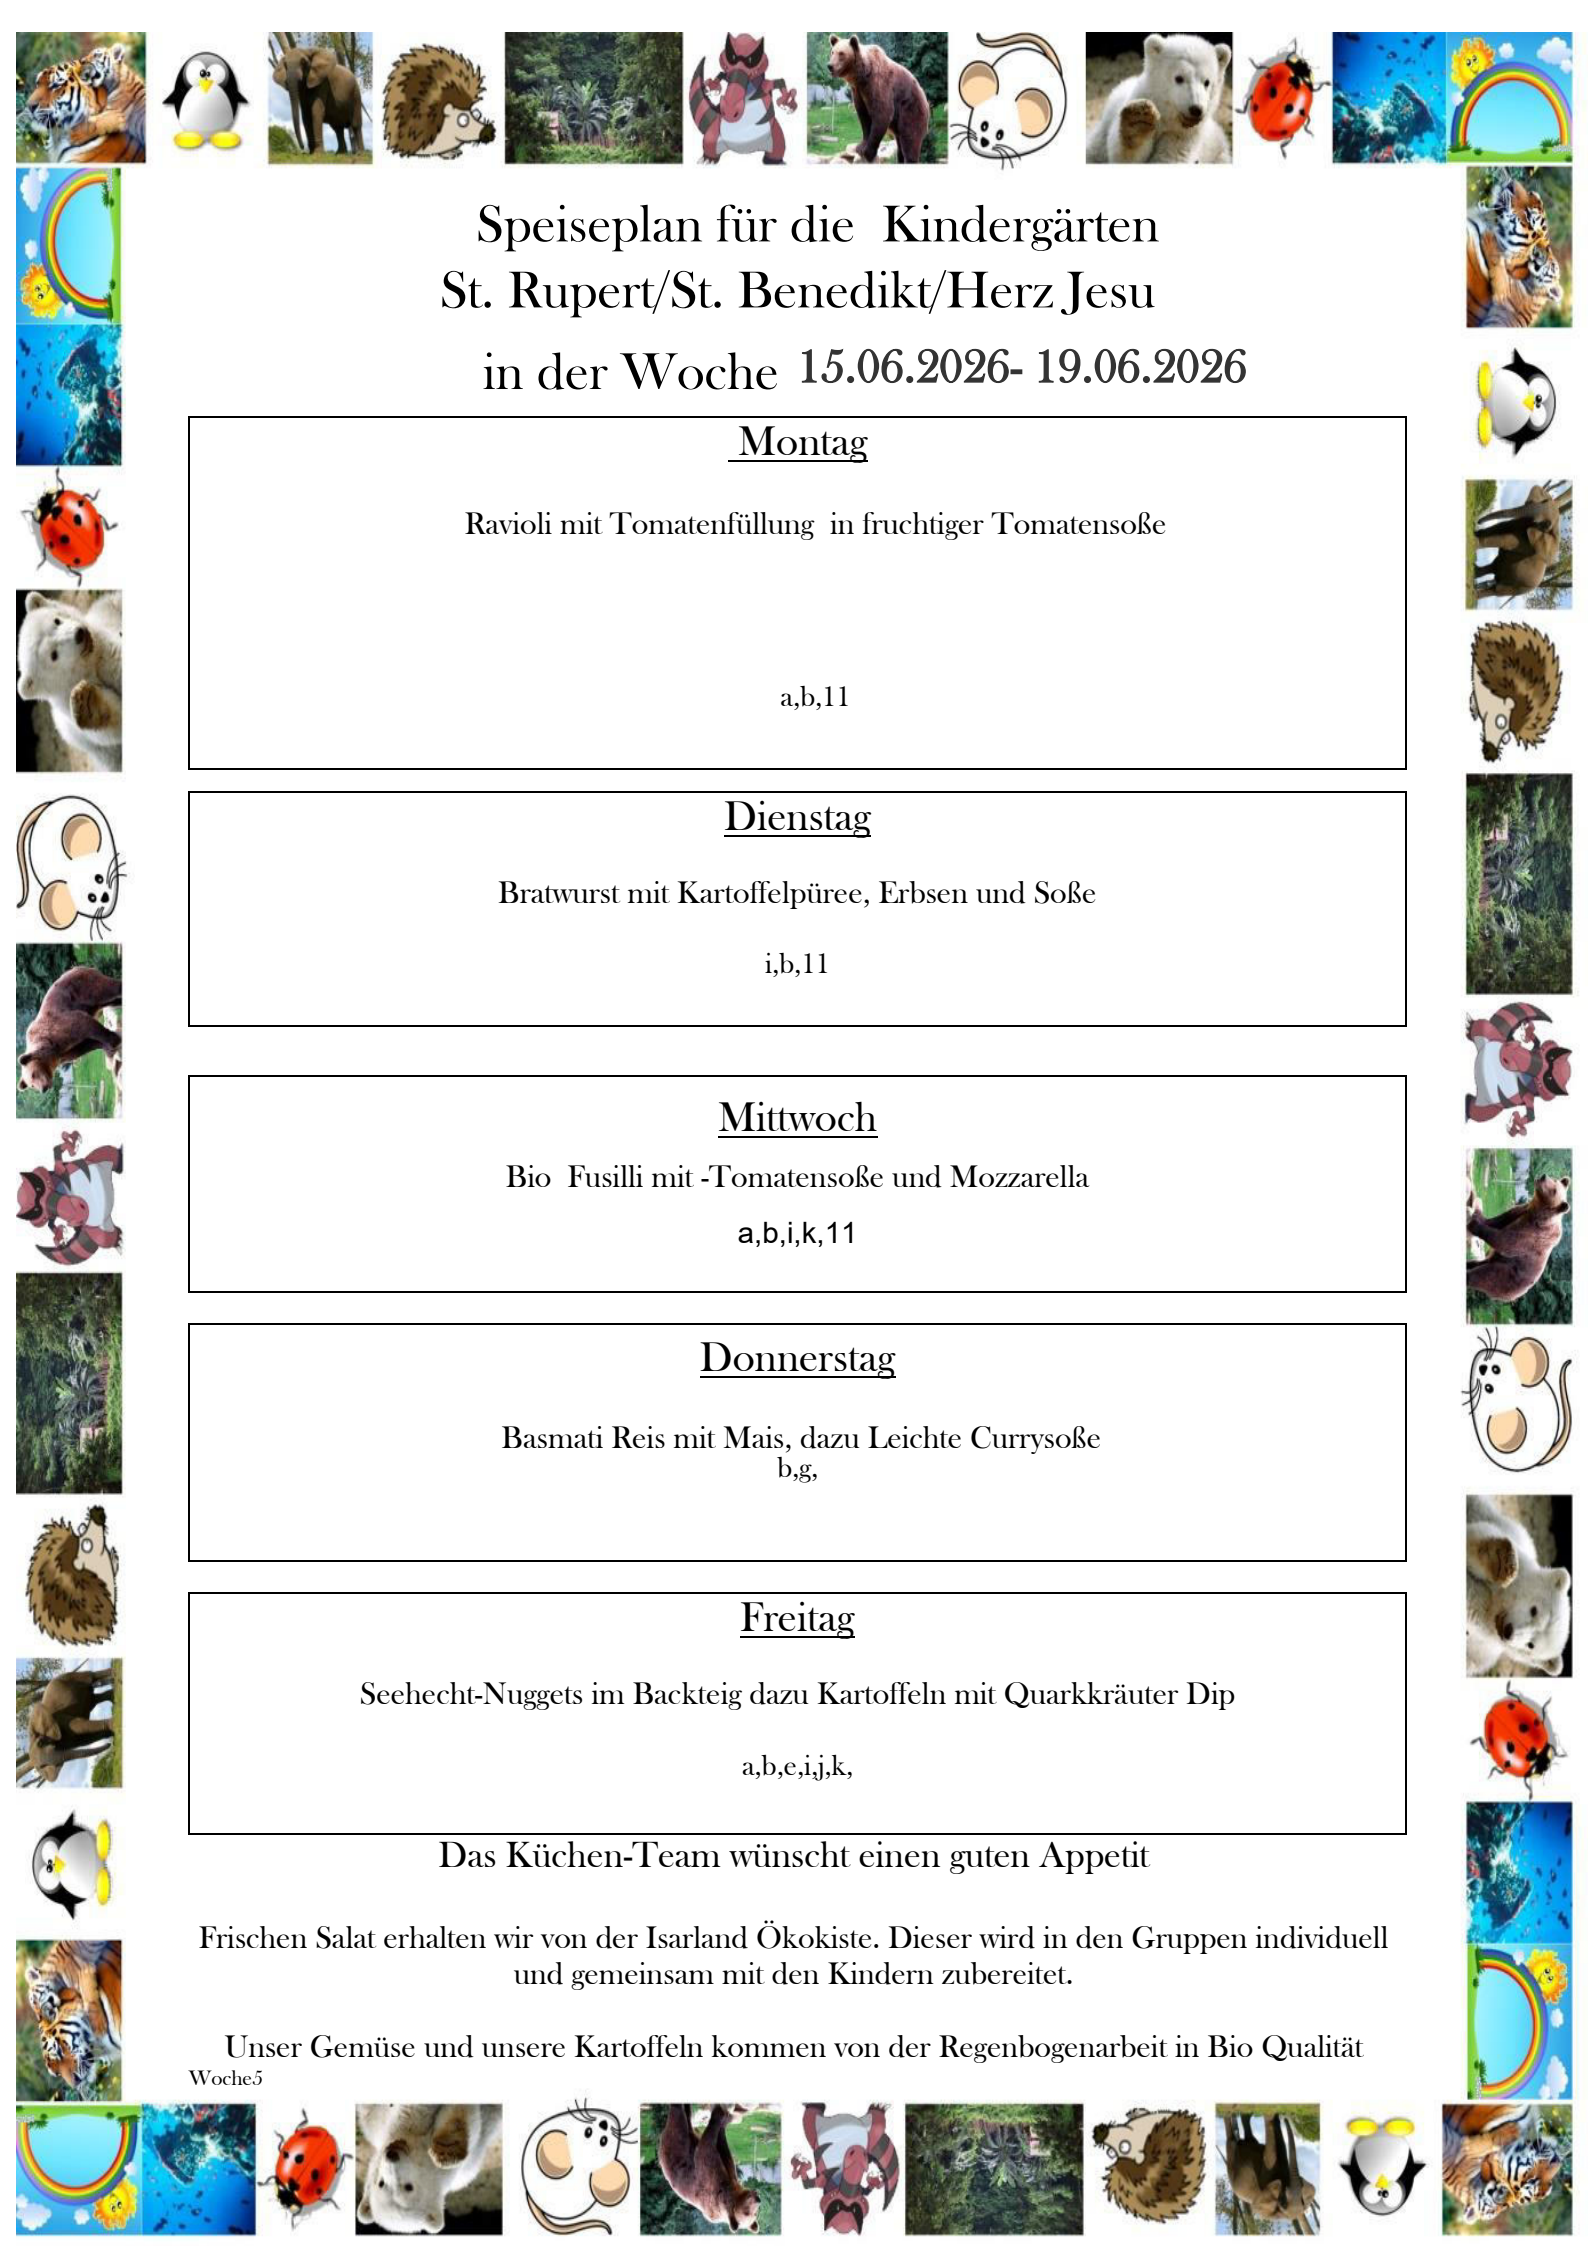 Speiseplan für die Kindergärten
St. Rupert/St. Benedikt/Herz Jesu
in der Woche 15.06.2026- 19.06.2026
Montag
Ravioli mit Tomatenfüllung in fruchtiger Tomatensoße
a,b,11
Dienstag
Bratwurst mit Kartoffelpüree, Erbsen und Soße
i,b,11
Mittwoch
Bio Fusilli mit -Tomatensoße und Mozzarella
a,b,i,k,11
Donnerstag
Basmati Reis mit Mais, dazu Leichte Currysoße
b,g,
Freitag
Seehecht-Nuggets im Backteig dazu Kartoffeln mit Quarkkräuter Dip
a,b,e,i,j,k,
Das Küchen-Team wünscht einen guten Appetit
Frischen Salat erhalten wir von der Isarland Ökokiste. Dieser wird in den Gruppen individuell
und gemeinsam mit den Kindern zubereitet.
Unser Gemüse und unsere Kartoffeln kommen von der Regenbogenarbeit in Bio Qualität
Woche5